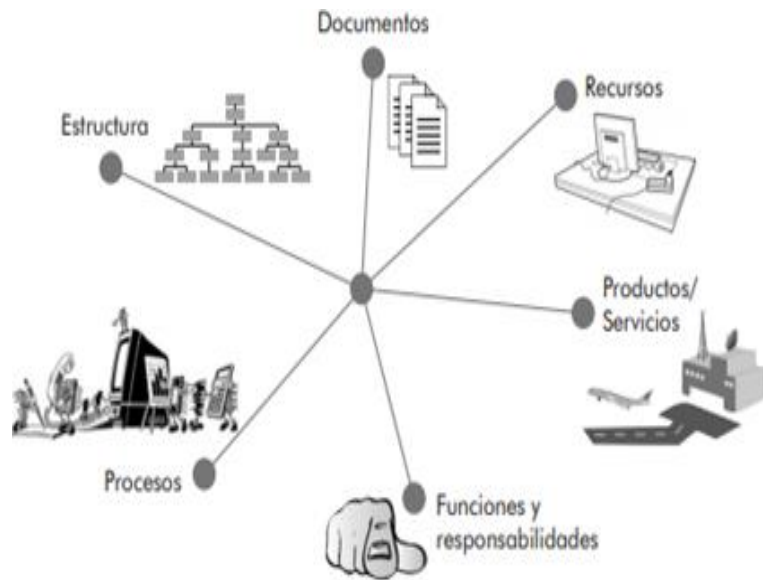 Documentos
Recursos
Estructura
Productos/
Servicios
Procesos
Funciones y
responsabilidades